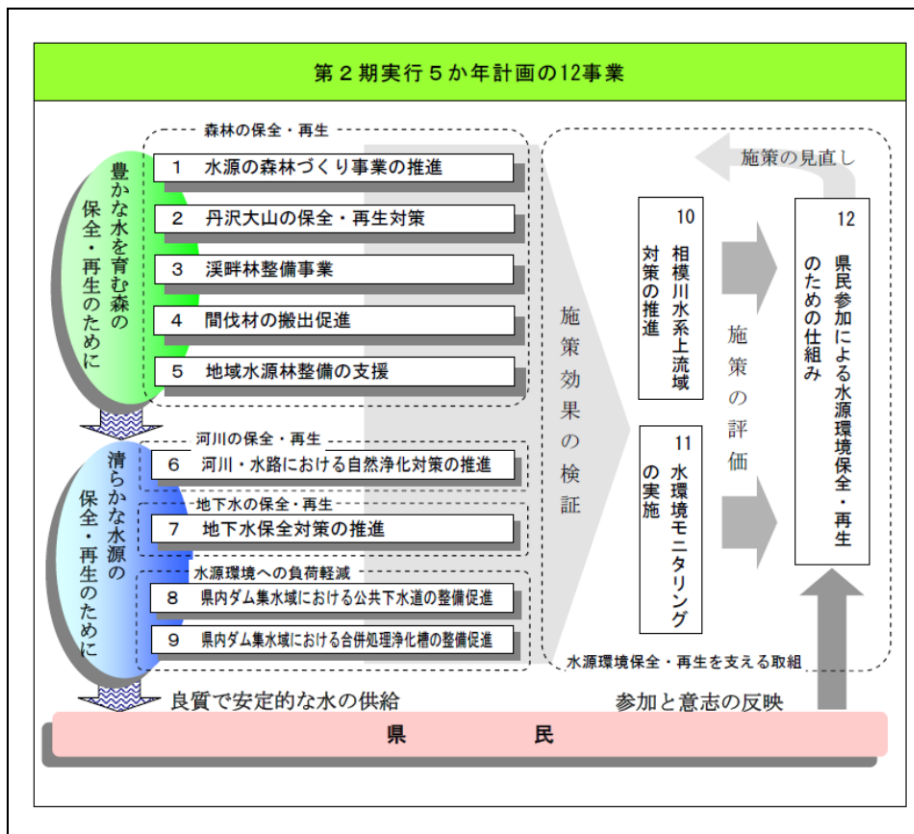 第２期実行５か年計画の12事業
森林の保全・再生
豊かな水を育む森の
保全・再生のために
1 水源の森林づくり事業の推進
2 丹沢大山の保全・再生対策
3 渓畔林整備事業
4 間伐材の搬出促進
5 地域水源林整備の支援
河川の保全・再生
清らかな水源の
保全・再生のために
6 河川・水路における自然浄化対策の推進
地下水の保全・再生
7 地下水保全対策の推進
水源環境への負荷軽減
8 県内ダム集水域における公共下水道の整備促進
9 県内ダム集水域における合併処理浄化槽の整備促進
施策効果の検証
10
相模川水系上流域
対策の推進
11
水環境モニタリング
の実施
施策の評価
施策の見直し
12
県民参加による水源環境保全・再生
のための仕組み
水源環境保全・再生を支える取組
良質で安定的な水の供給
参加と意志の反映
県 民